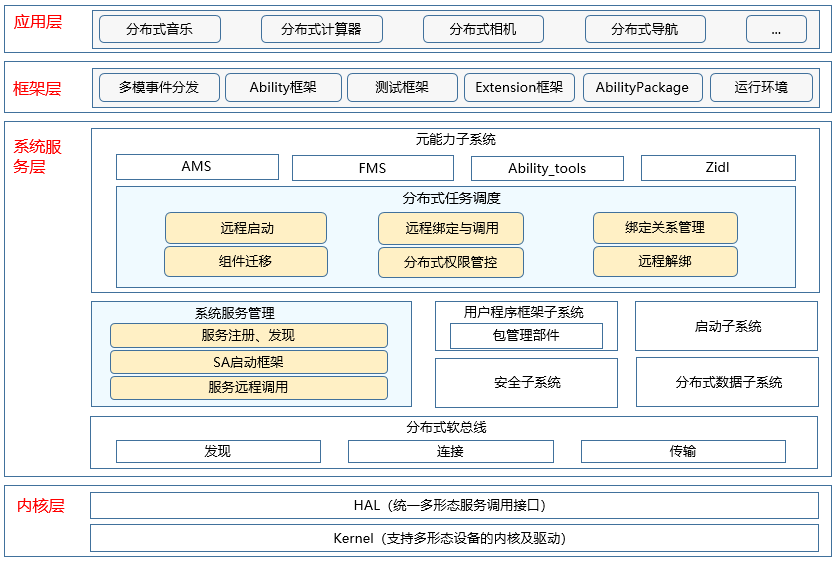 应用层
分布式音乐
分布式计算器
分布式相机
分布式导航
...
框架层
多模事件分发
Ability框架
测试框架
Extension框架
AbilityPackage
运行环境
系统服
务层
元能力子系统
AMS
FMS
Ability_tools
Zidl
分布式任务调度
远程启动
远程绑定与调用
绑定关系管理
组件迁移
分布式权限管控
远程解绑
系统服务管理
服务注册、发现
SA启动框架
服务远程调用
用户程序框架子系统
包管理部件
启动子系统
安全子系统
分布式数据子系统
分布式软总线
发现
连接
传输
内核层
HAL（统一多形态服务调用接口）
Kernel（支持多形态设备的内核及驱动）